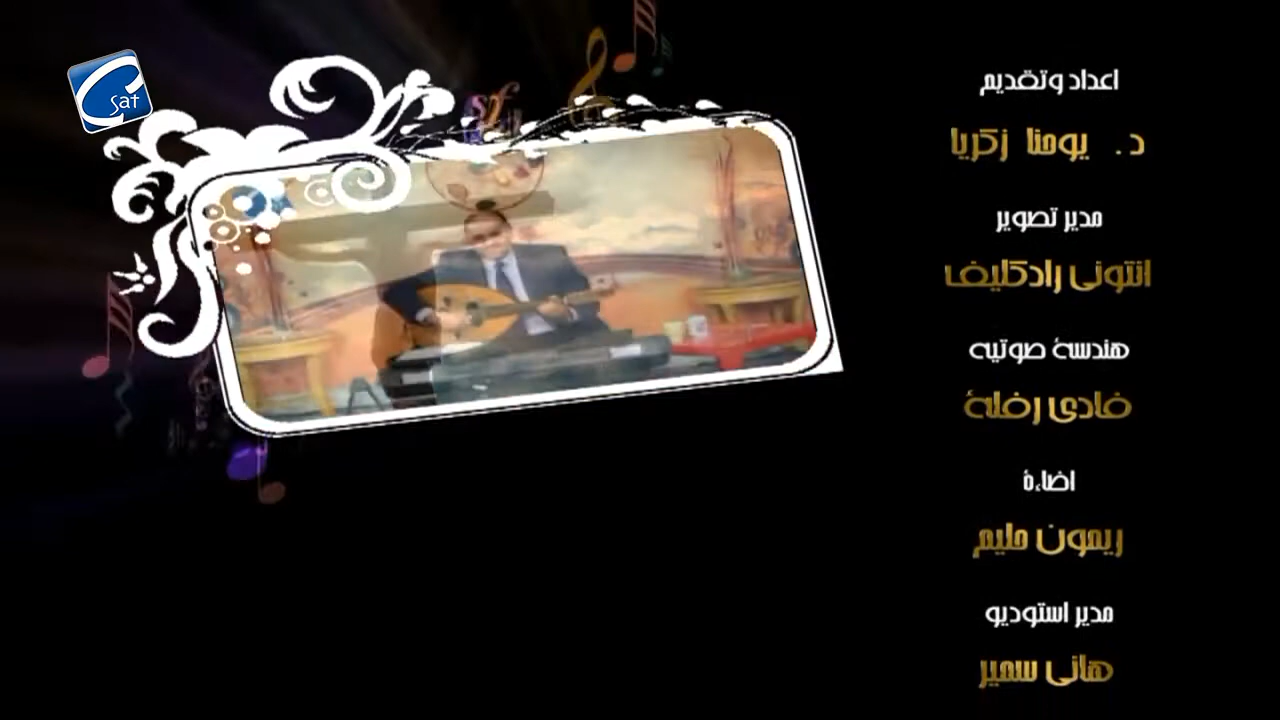 C Sat
اعداد وتقديم
د. يوحنا زكريا
مدير تصوير
انتونى رادكليف
هندسة صوتيه
فادى رفلة
اضاءة
ريمون حليم
مدير استوديو
هانى سمير